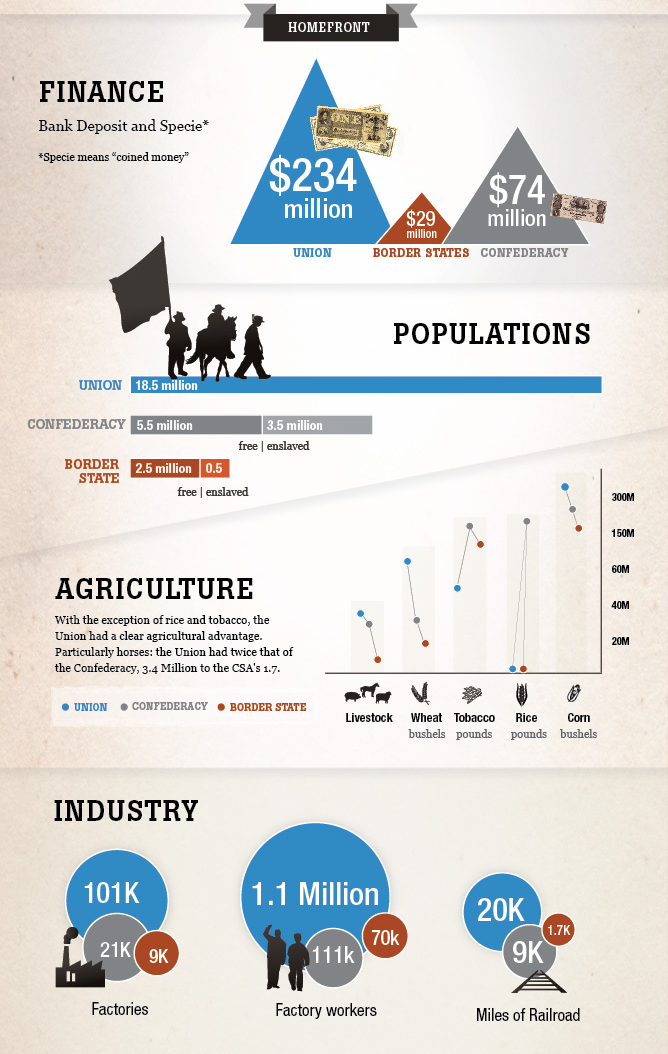 HOMEFRONT
FINANCE
Bank Deposit and Specie*
*Specie means “coined money”
ONE
$234
million
$29
million
$74
million
UNION
BORDER STATES
CONFEDERACY
POPULATIONS
UNION
18.5 million
CONFEDERACY
5.5 million
3.5 million
free | enslaved
BORDER
STATE
2.5 million
0.5
free | enslaved
300M
150M
60M
40M
20M
AGRICULTURE
With the exception of rice and tobacco, the
Union had a clear agricultural advantage.
Particularly horses: the Union had twice that of
the Confederacy, 3.4 Million to the CSA's 1.7.
UNION
CONFEDERACY
BORDER STATE
Livestock
Wheat
bushels
Tobacco
pounds
Rice
pounds
Corn
bushels
INDUSTRY
101K
21K
9K
Factories
1.1 Million
111k
70k
Factory workers
20K
9K
1.7K
Miles of Railroad